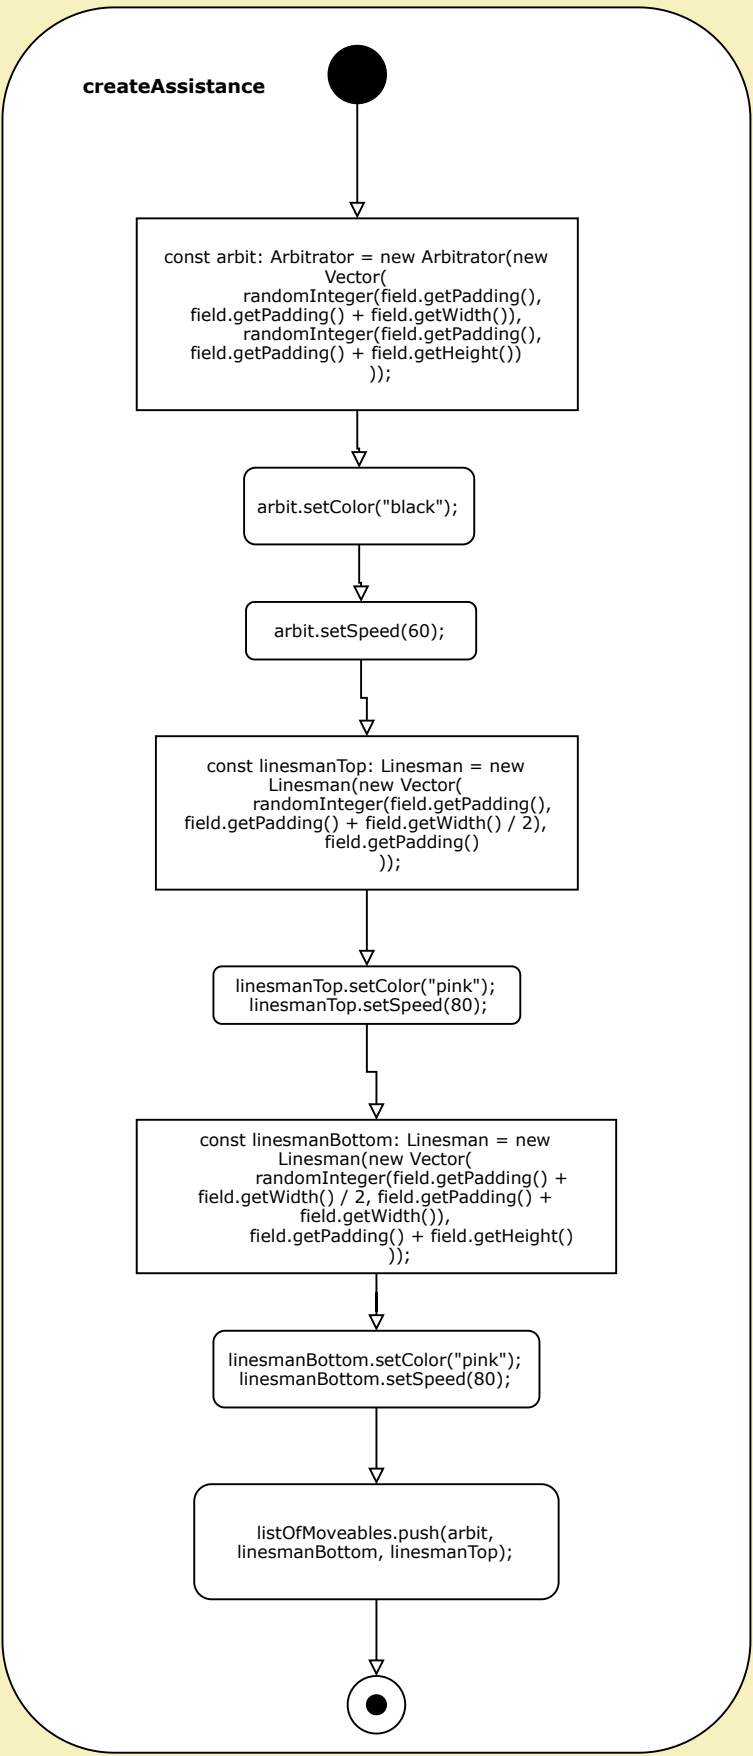 createAssistance
const arbit: Arbitrator = new Arbitrator(new
Vector(
randomInteger(field.getPadding(),
field.getPadding() + field.getWidth()),
randomInteger(field.getPadding(),
field.getPadding() + field.getHeight())
));
arbit.setColor("black");
arbit.setSpeed(60);
const linesmanTop: Linesman = new
Linesman(new Vector(
randomInteger(field.getPadding(),
field.getPadding() + field.getWidth() / 2),
field.getPadding()
));
linesmanTop.setColor("pink");
linesmanTop.setSpeed(80);
const linesmanBottom: Linesman = new
Linesman(new Vector(
randomInteger(field.getPadding() +
field.getWidth() / 2, field.getPadding() +
field.getWidth()),
field.getPadding() + field.getHeight()
));
linesmanBottom.setColor("pink");
linesmanBottom.setSpeed(80);
listOfMoveables.push(arbit,
linesmanBottom, linesmanTop);